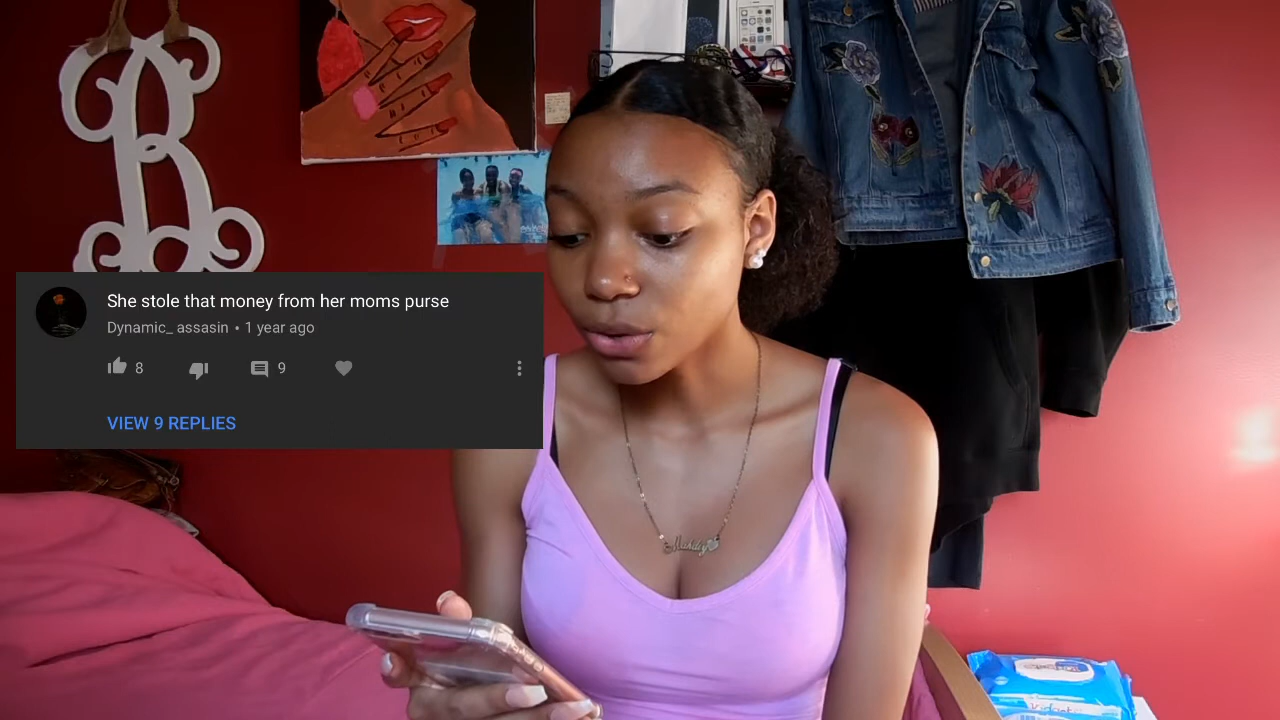 She stole that money from her moms purse
Dynamic_ assasin • 1 year ago
8
9
VIEW 9 REPLIES